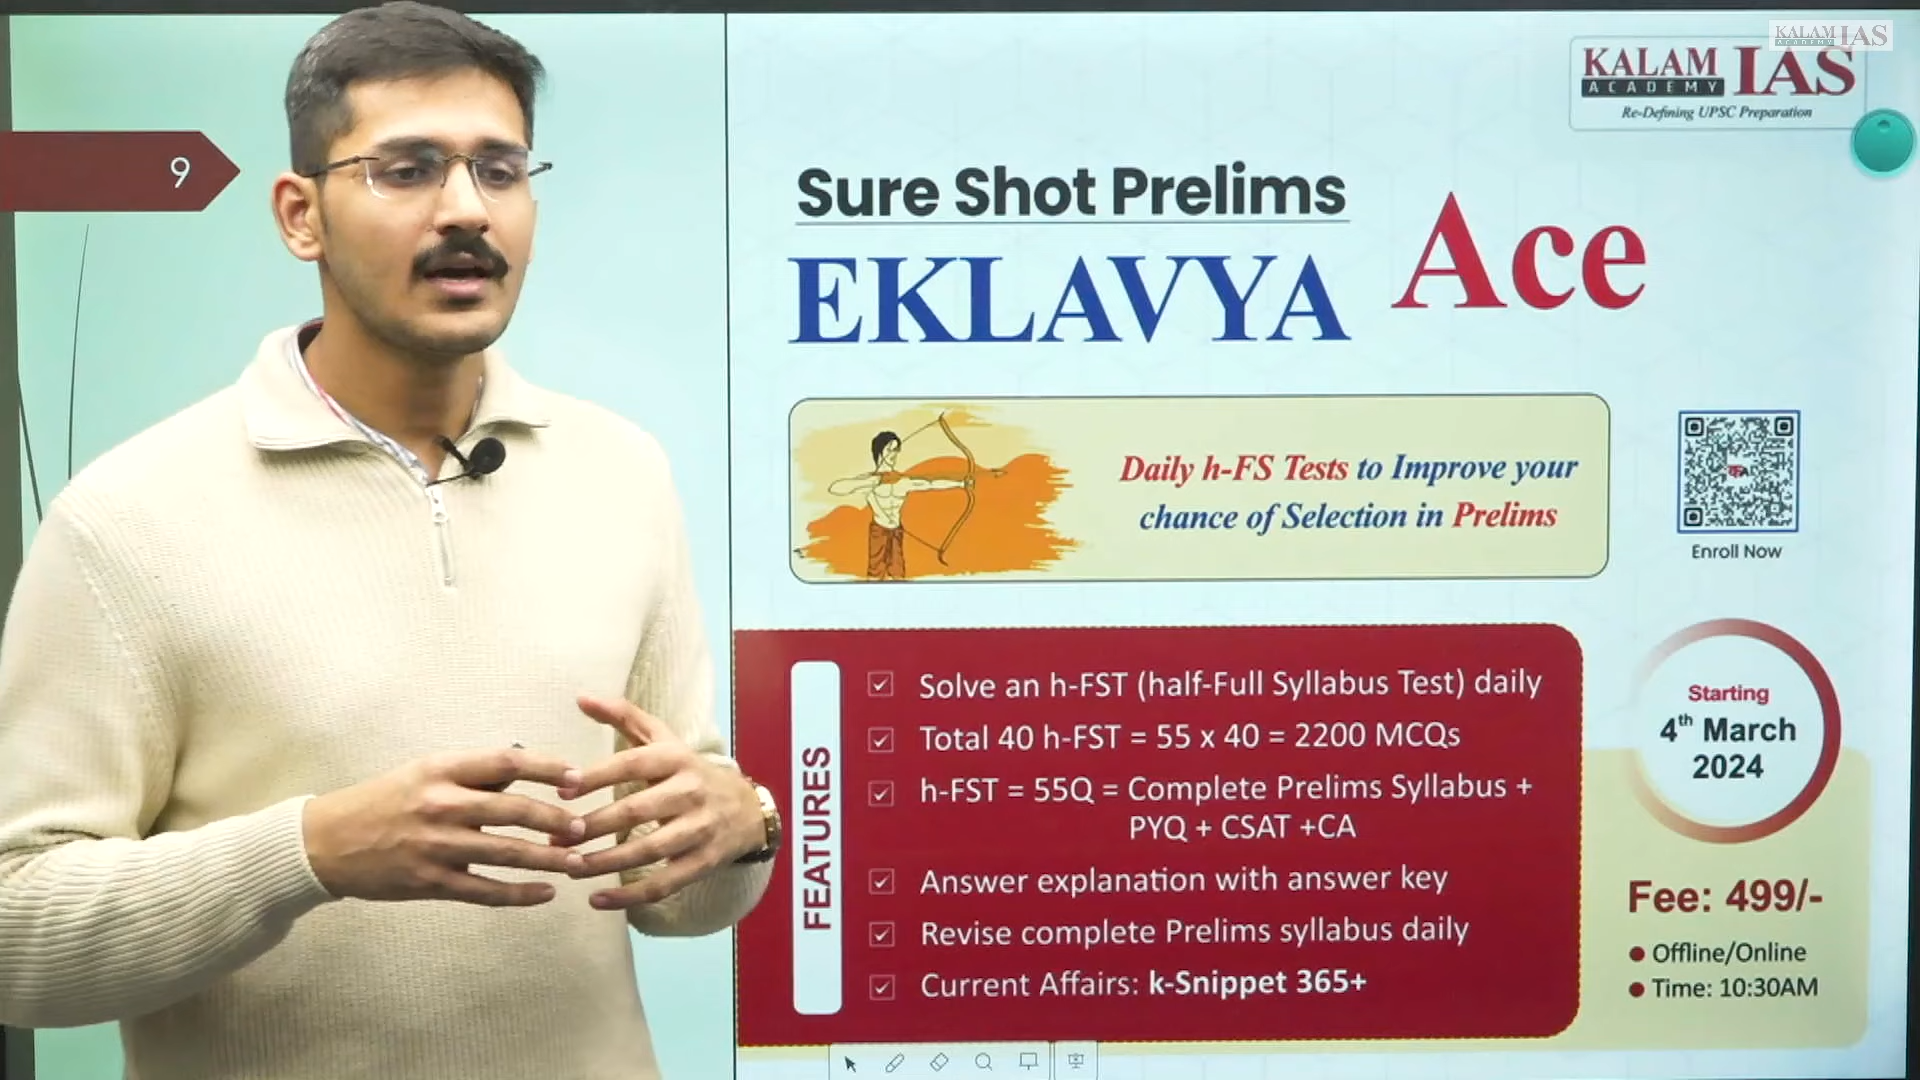 KALAM IAS
ACADEMY
KALAM IAS
ACADEMY
Re-Defining UPSC Preparation
9
Sure Shot Prelims
EKLAVYA Ace
Daily h-FS Tests to Improve your
chance of Selection in Prelims
Enroll Now
FEATURES
Solve an h-FST (half-Full Syllabus Test) daily
Total 40 h-FST = 55 x 40 = 2200 MCQs
h-FST = 55Q = Complete Prelims Syllabus +
PYQ + CSAT +CA
Answer explanation with answer key
Revise complete Prelims syllabus daily
Current Affairs: k-Snippet 365+
Starting
4th March
2024
Fee: 499/-
Offline/Online
Time: 10:30AM